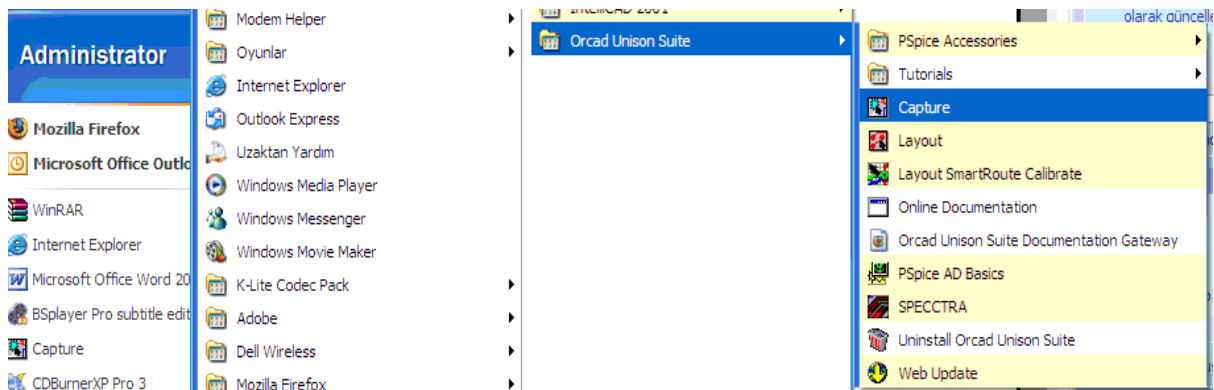 Administrator
Mozilla Firefox
Microsoft Office Outlo
WinRAR
Internet Explorer
Microsoft Office Word 20
BSplayer Pro subtitle edit
Capture
CDBurnerXP Pro 3
Modem Helper
Oyunlar
Internet Explorer
Outlook Express
Uzaktan Yardım
Windows Media Player
Windows Messenger
Windows Movie Maker
K-Lite Codec Pack
Adobe
Dell Wireless
Mozilla Firefox
IntelliCAD 2001
Orcad Unison Suite
PSpice Accessories
Tutorials
Capture
Layout
Layout SmartRoute Calibrate
Online Documentation
Orcad Unison Suite Documentation Gateway
PSpice AD Basics
SPECCTRA
Uninstall Orcad Unison Suite
Web Update
olarak güncelle